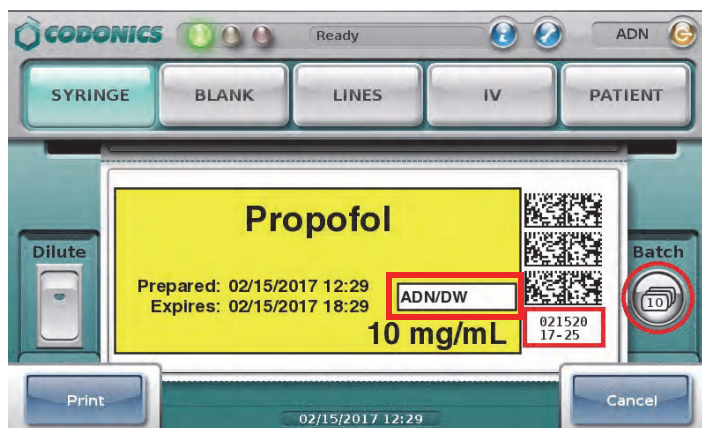 CODONICS Ready ADN
SYRINGE BLANK LINES IV PATIENT
Propofol
Dilute
Batch
Prepared: 02/15/2017 12:29
Expires: 02/15/2017 18:29
ADN/DW
10
10 mg/mL
021520
17-25
Print
Cancel
02/15/2017 12:29